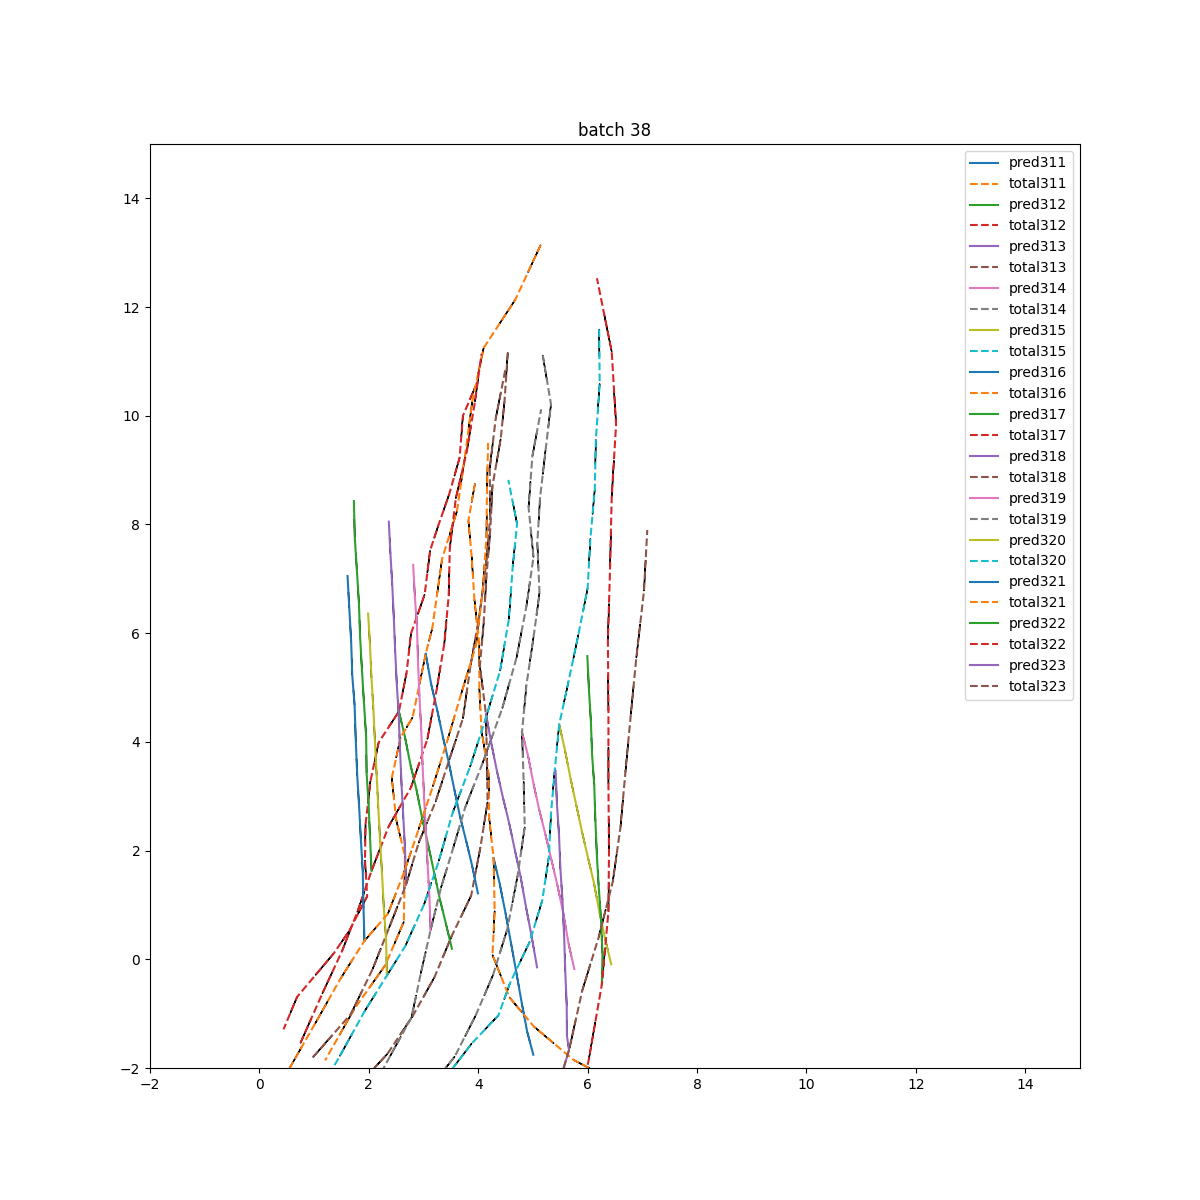 batch 38
pred311
total311
pred312
total312
pred313
total313
pred314
total314
pred315
total315
pred316
total316
pred317
total317
pred318
total318
pred319
total319
pred320
total320
pred321
total321
pred322
total322
pred323
total323
14
12
10
8
6
4
2
0
−2
−2 0 2 4 6 8 10 12 14